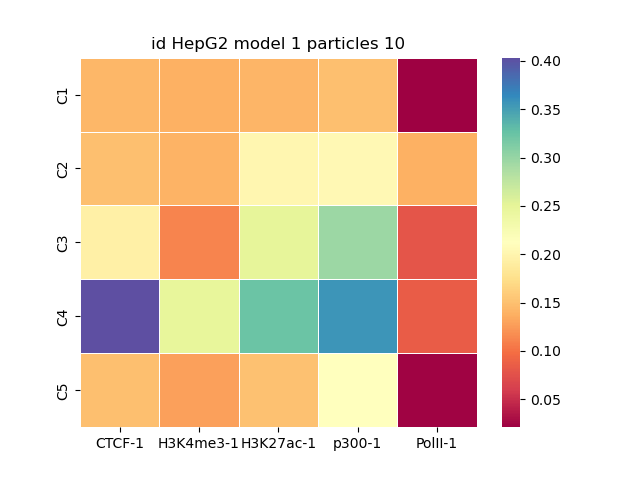 id HepG2 model 1 particles 10
C1
C2
C3
C4
C5
CTCF-1 H3K4me3-1 H3K27ac-1 p300-1 PolII-1
0.40
0.35
0.30
0.25
0.20
0.15
0.10
0.05